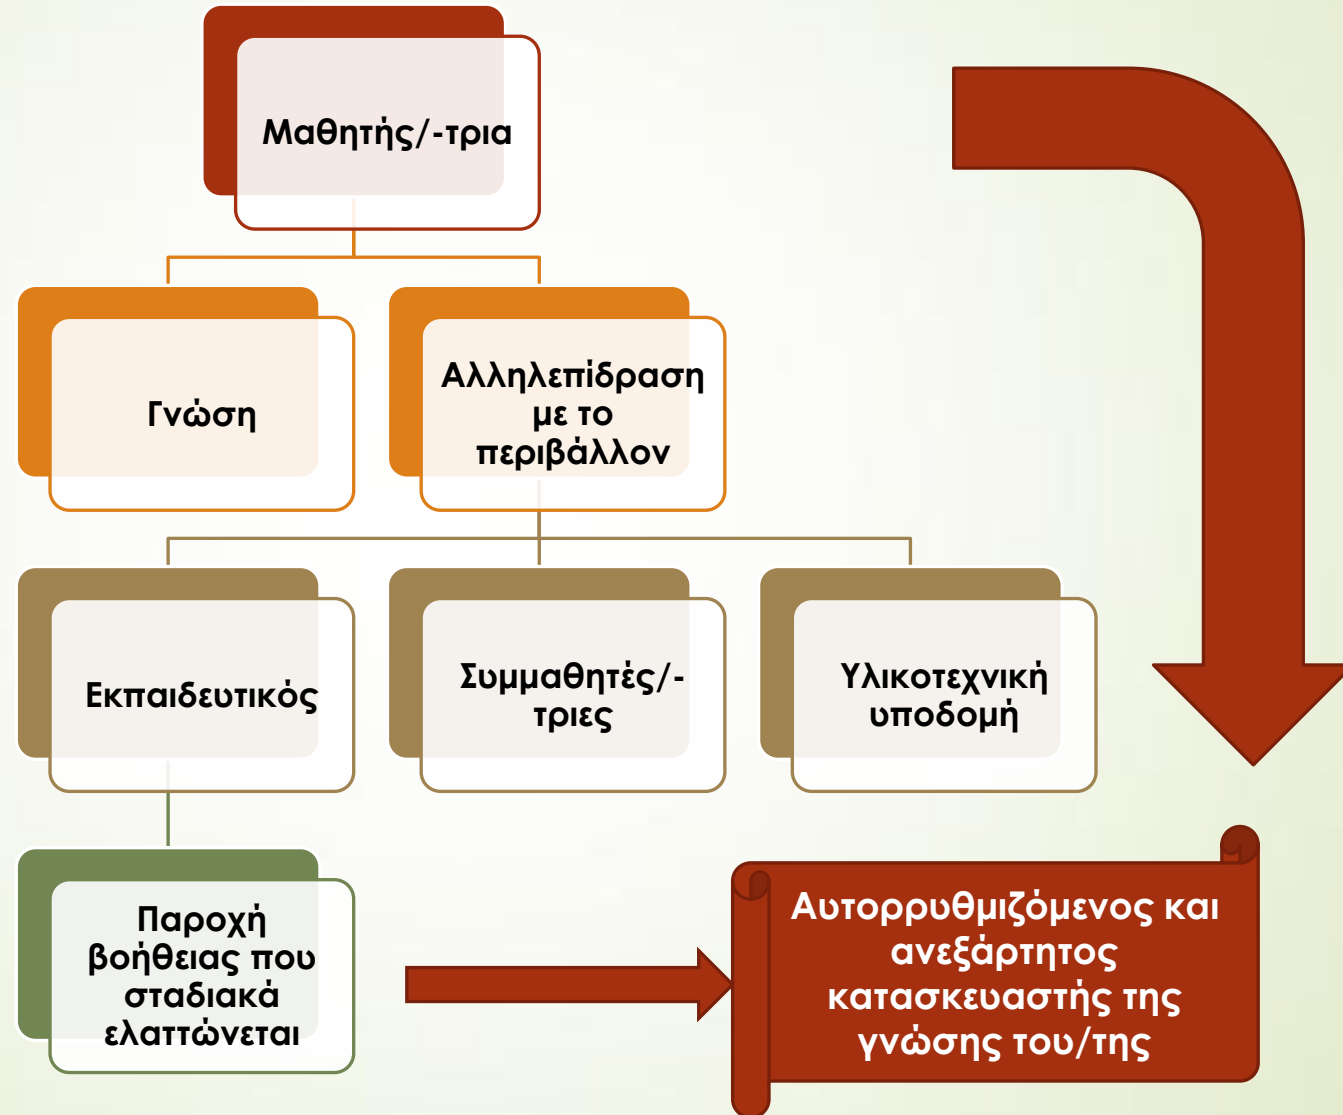 Μαθητής/-τρια
Γνώση
Αλληλεπίδραση
με το
περιβάλλον
Εκπαιδευτικός
Συμμαθητές/-
τριες
Υλικοτεχνική
υποδομή
Παροχή
βοήθειας που
σταδιακά
ελαττώνεται
Αυτορρυθμιζόμενος και
ανεξάρτητος
κατασκευαστής της
γνώσης του/της